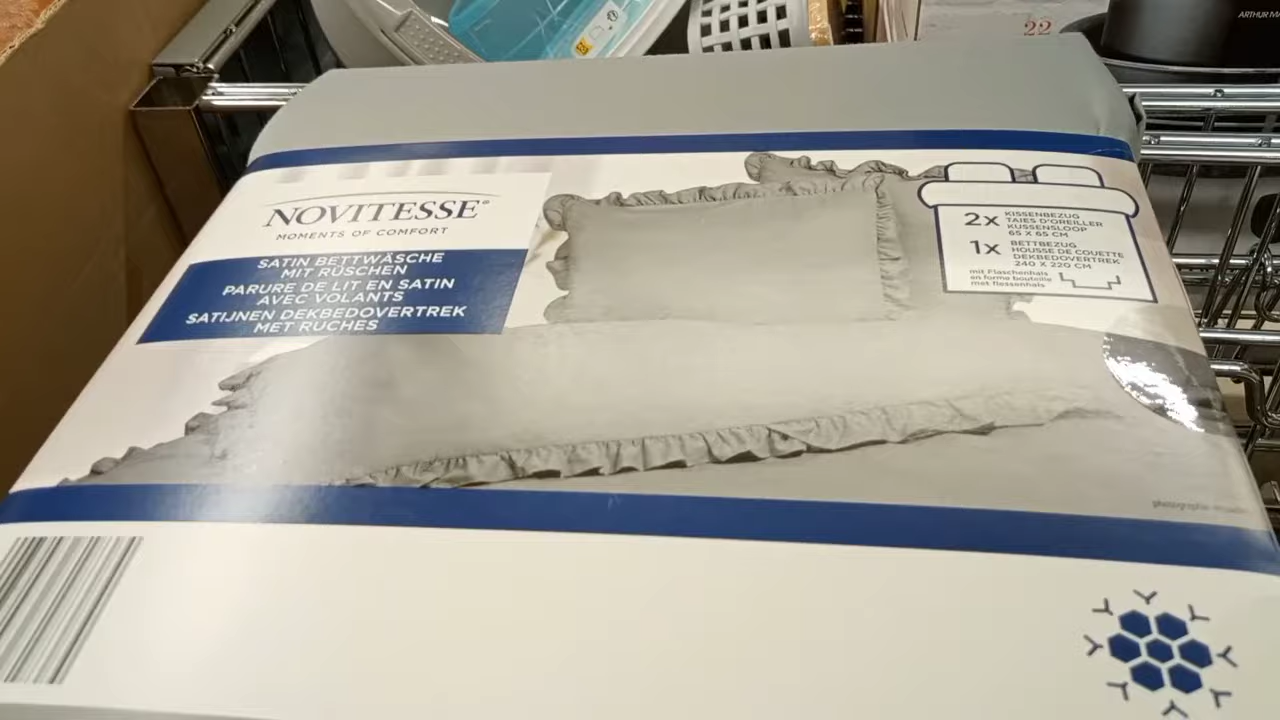 22
ARTHUR M
NOVITESSE®
MOMENTS OF COMFORT
SATIN BETTWÄSCHE
MIT RÜSCHEN
PARURE DE LIT EN SATIN
AVEC VOLANTS
SATIJNEN DEKBEDOVERTREK
MET RUCHES
2x KISSENBEZUG
TAIES D'OREILLER
KUSSENSLOOP
65 X 65 CM
1x BETTBEZUG
HOUSSE DE COUETTE
DEKBEDOVERTREK
240 X 220 CM
mit Flaschenhals
en forme bouteille
met flessenhals